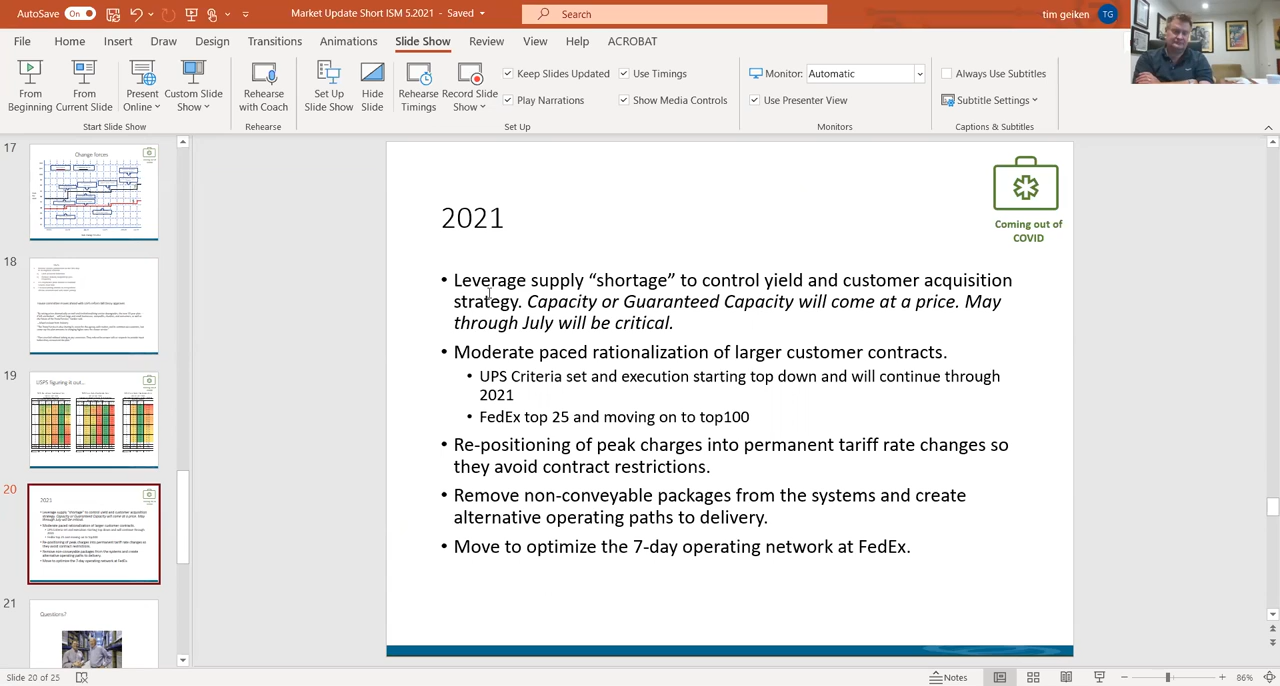 AutoSave On Market Update Short ISM 5.2021 - Saved Search tim geiken TG
File Home Insert Draw Design Transitions Animations Slide Show Review View Help ACROBAT
From Beginning
From Current Slide
Present Online
Custom Slide Show
Start Slide Show
Rehearse with Coach
Rehearse
Set Up Slide Show
Hide Slide
Rehearse Timings
Record Slide Show
Keep Slides Updated
Play Narrations
Use Timings
Show Media Controls
Set Up
Monitor: Automatic
Use Presenter View
Monitors
Always Use Subtitles
Subtitle Settings
Captions & Subtitles
17
Change forces
18
19
USPS figuring it out...
20
2021
21
Questions?
2021
Coming out of
COVID
• Leverage supply “shortage” to control yield and customer acquisition
strategy. Capacity or Guaranteed Capacity will come at a price. May
through July will be critical.
• Moderate paced rationalization of larger customer contracts.
• UPS Criteria set and execution starting top down and will continue through
2021
• FedEx top 25 and moving on to top100
• Re-positioning of peak charges into permanent tariff rate changes so
they avoid contract restrictions.
• Remove non-conveyable packages from the systems and create
alternative operating paths to delivery.
• Move to optimize the 7-day operating network at FedEx.
Slide 20 of 25 Notes 86%